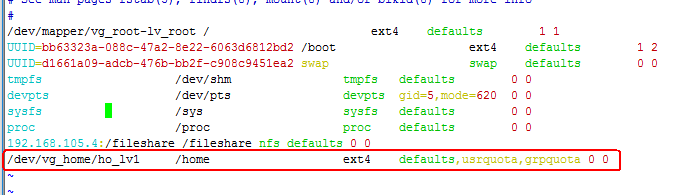 # See man pages fstab(5), findfs(8), mount(8) and/or blkid(8) for more info
#
/dev/mapper/vg_root-lv_root / ext4 defaults 1 1
UUID=bb63323a-088c-47a2-8e22-6063d6812bd2 /boot ext4 defaults 1 2
UUID=d1661a09-adcb-476b-bb2f-c908c9451ea2 swap swap defaults 0 0
tmpfs /dev/shm tmpfs defaults 0 0
devpts /dev/pts devpts gid=5,mode=620 0 0
sysfs /sys sysfs defaults 0 0
proc /proc proc defaults 0 0
192.168.105.4:/fileshare /fileshare nfs defaults 0 0
/dev/vg_home/ho_lv1 /home ext4 defaults,usrquota,grpquota 0 0
~
~